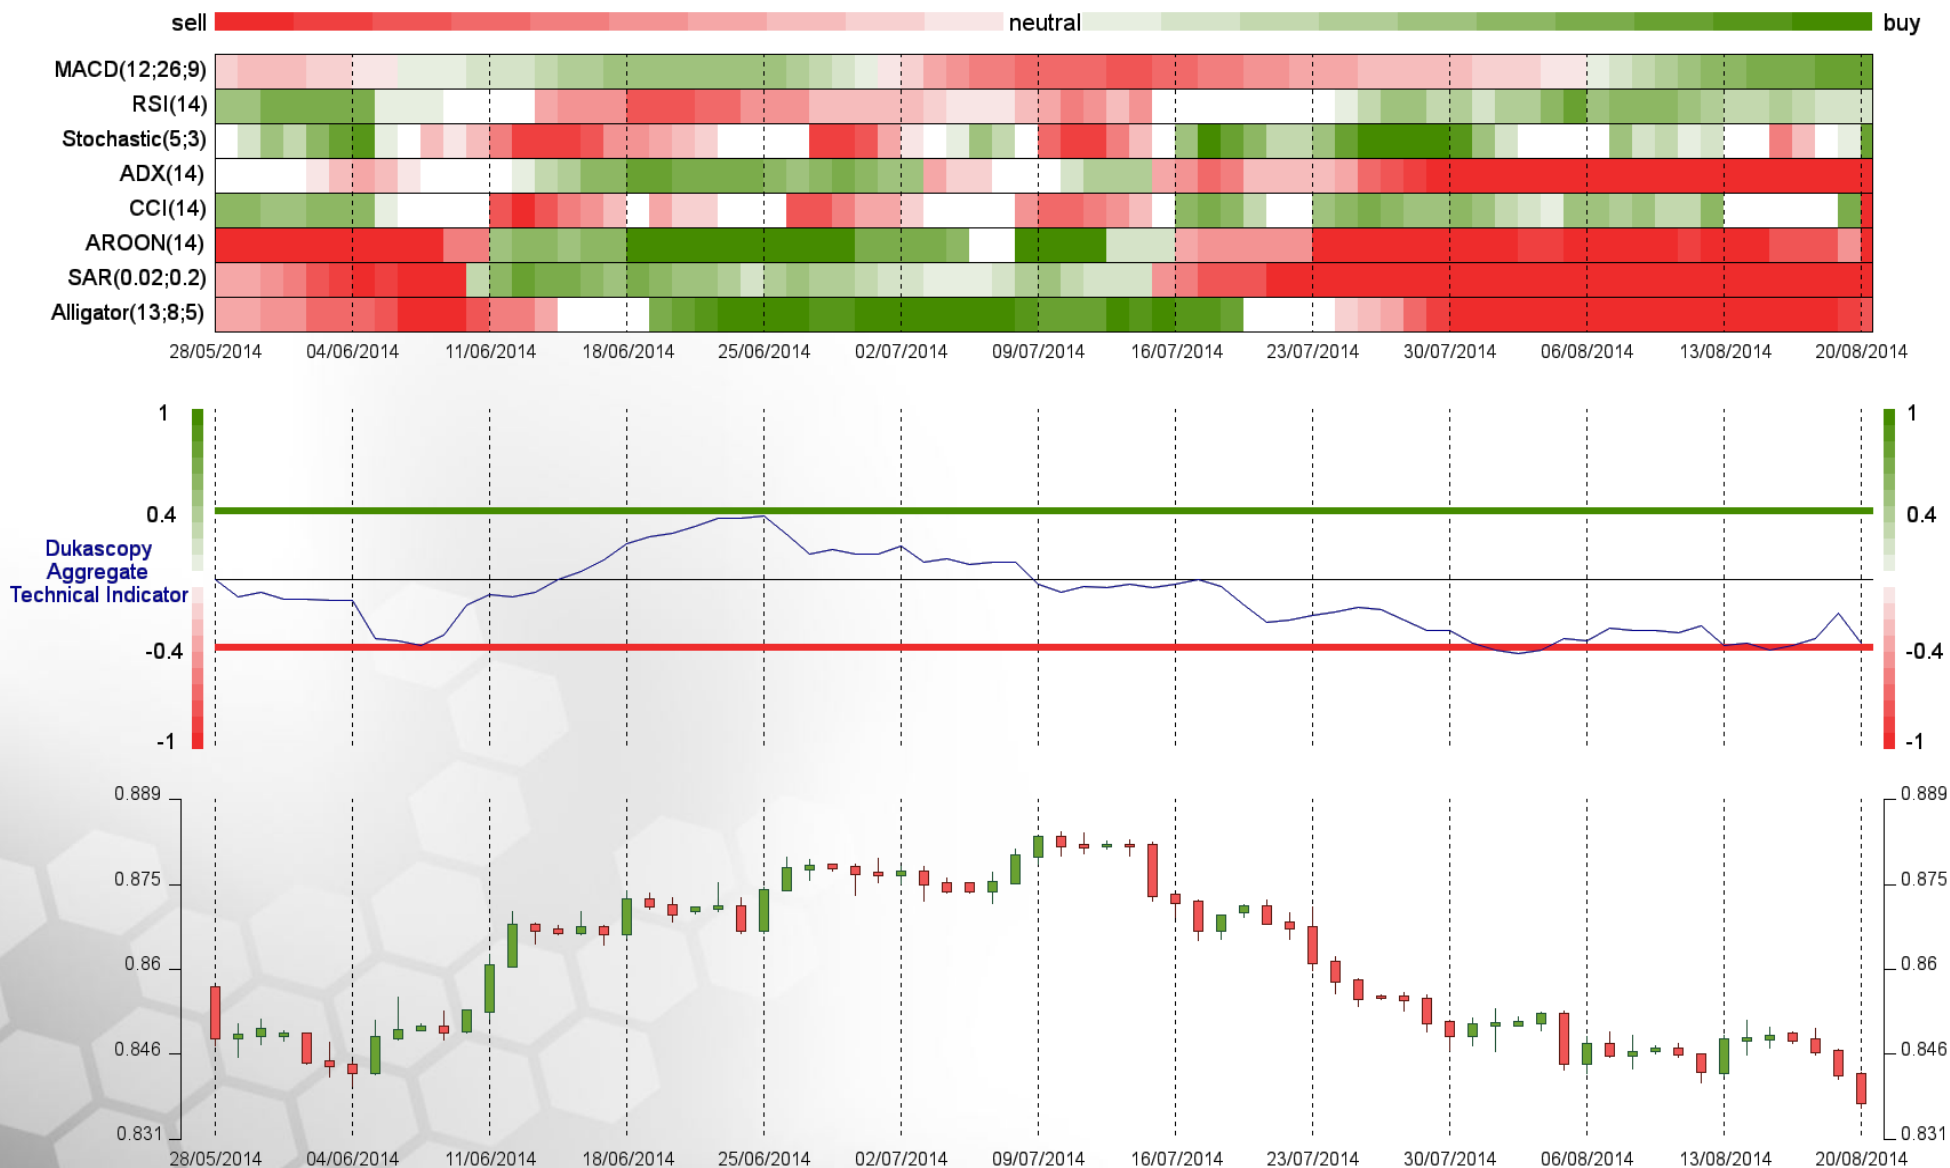 sell neutral buy
MACD(12;26;9)
RSI(14)
Stochastic(5;3)
ADX(14)
CCI(14)
AROON(14)
SAR(0.02;0.2)
Alligator(13;8;5)
28/05/2014 04/06/2014 11/06/2014 18/06/2014 25/06/2014 02/07/2014 09/07/2014 16/07/2014 23/07/2014 30/07/2014 06/08/2014 13/08/2014 20/08/2014
1 1
0.4 0.4
Dukascopy
Aggregate
Technical Indicator
-0.4 -0.4
-1 -1
0.889 0.889
0.875 0.875
0.86 0.86
0.846 0.846
0.831 0.831
28/05/2014 04/06/2014 11/06/2014 18/06/2014 25/06/2014 02/07/2014 09/07/2014 16/07/2014 23/07/2014 30/07/2014 06/08/2014 13/08/2014 20/08/2014